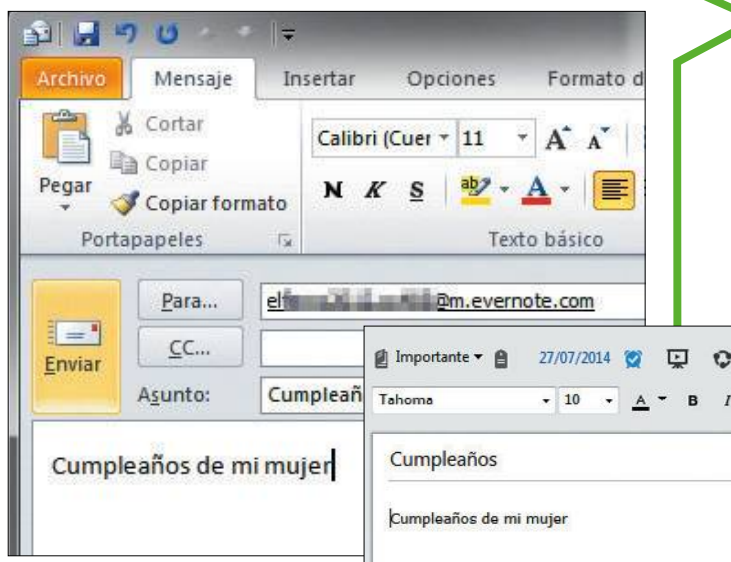 Archivo Mensaje Insertar Opciones Formato d
Cortar
Copiar
Pegar
Copiar formato
Portapapeles
Calibri (Cuer 11 A A
N K S ab A
Texto básico
Enviar
Para... @m.evernote.com
CC...
Asunto: Cumpleañ
Cumpleaños de mi mujer
Importante 27/07/2014
Tahoma 10 A B I
Cumpleaños
Cumpleaños de mi mujer